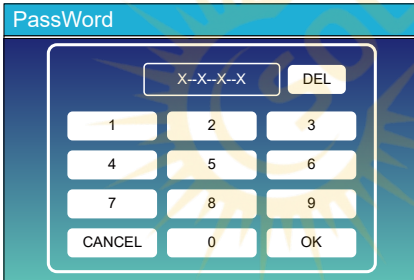 PassWord
X--X--X--X DEL
1 2 3
4 5 6
7 8 9
CANCEL 0 OK